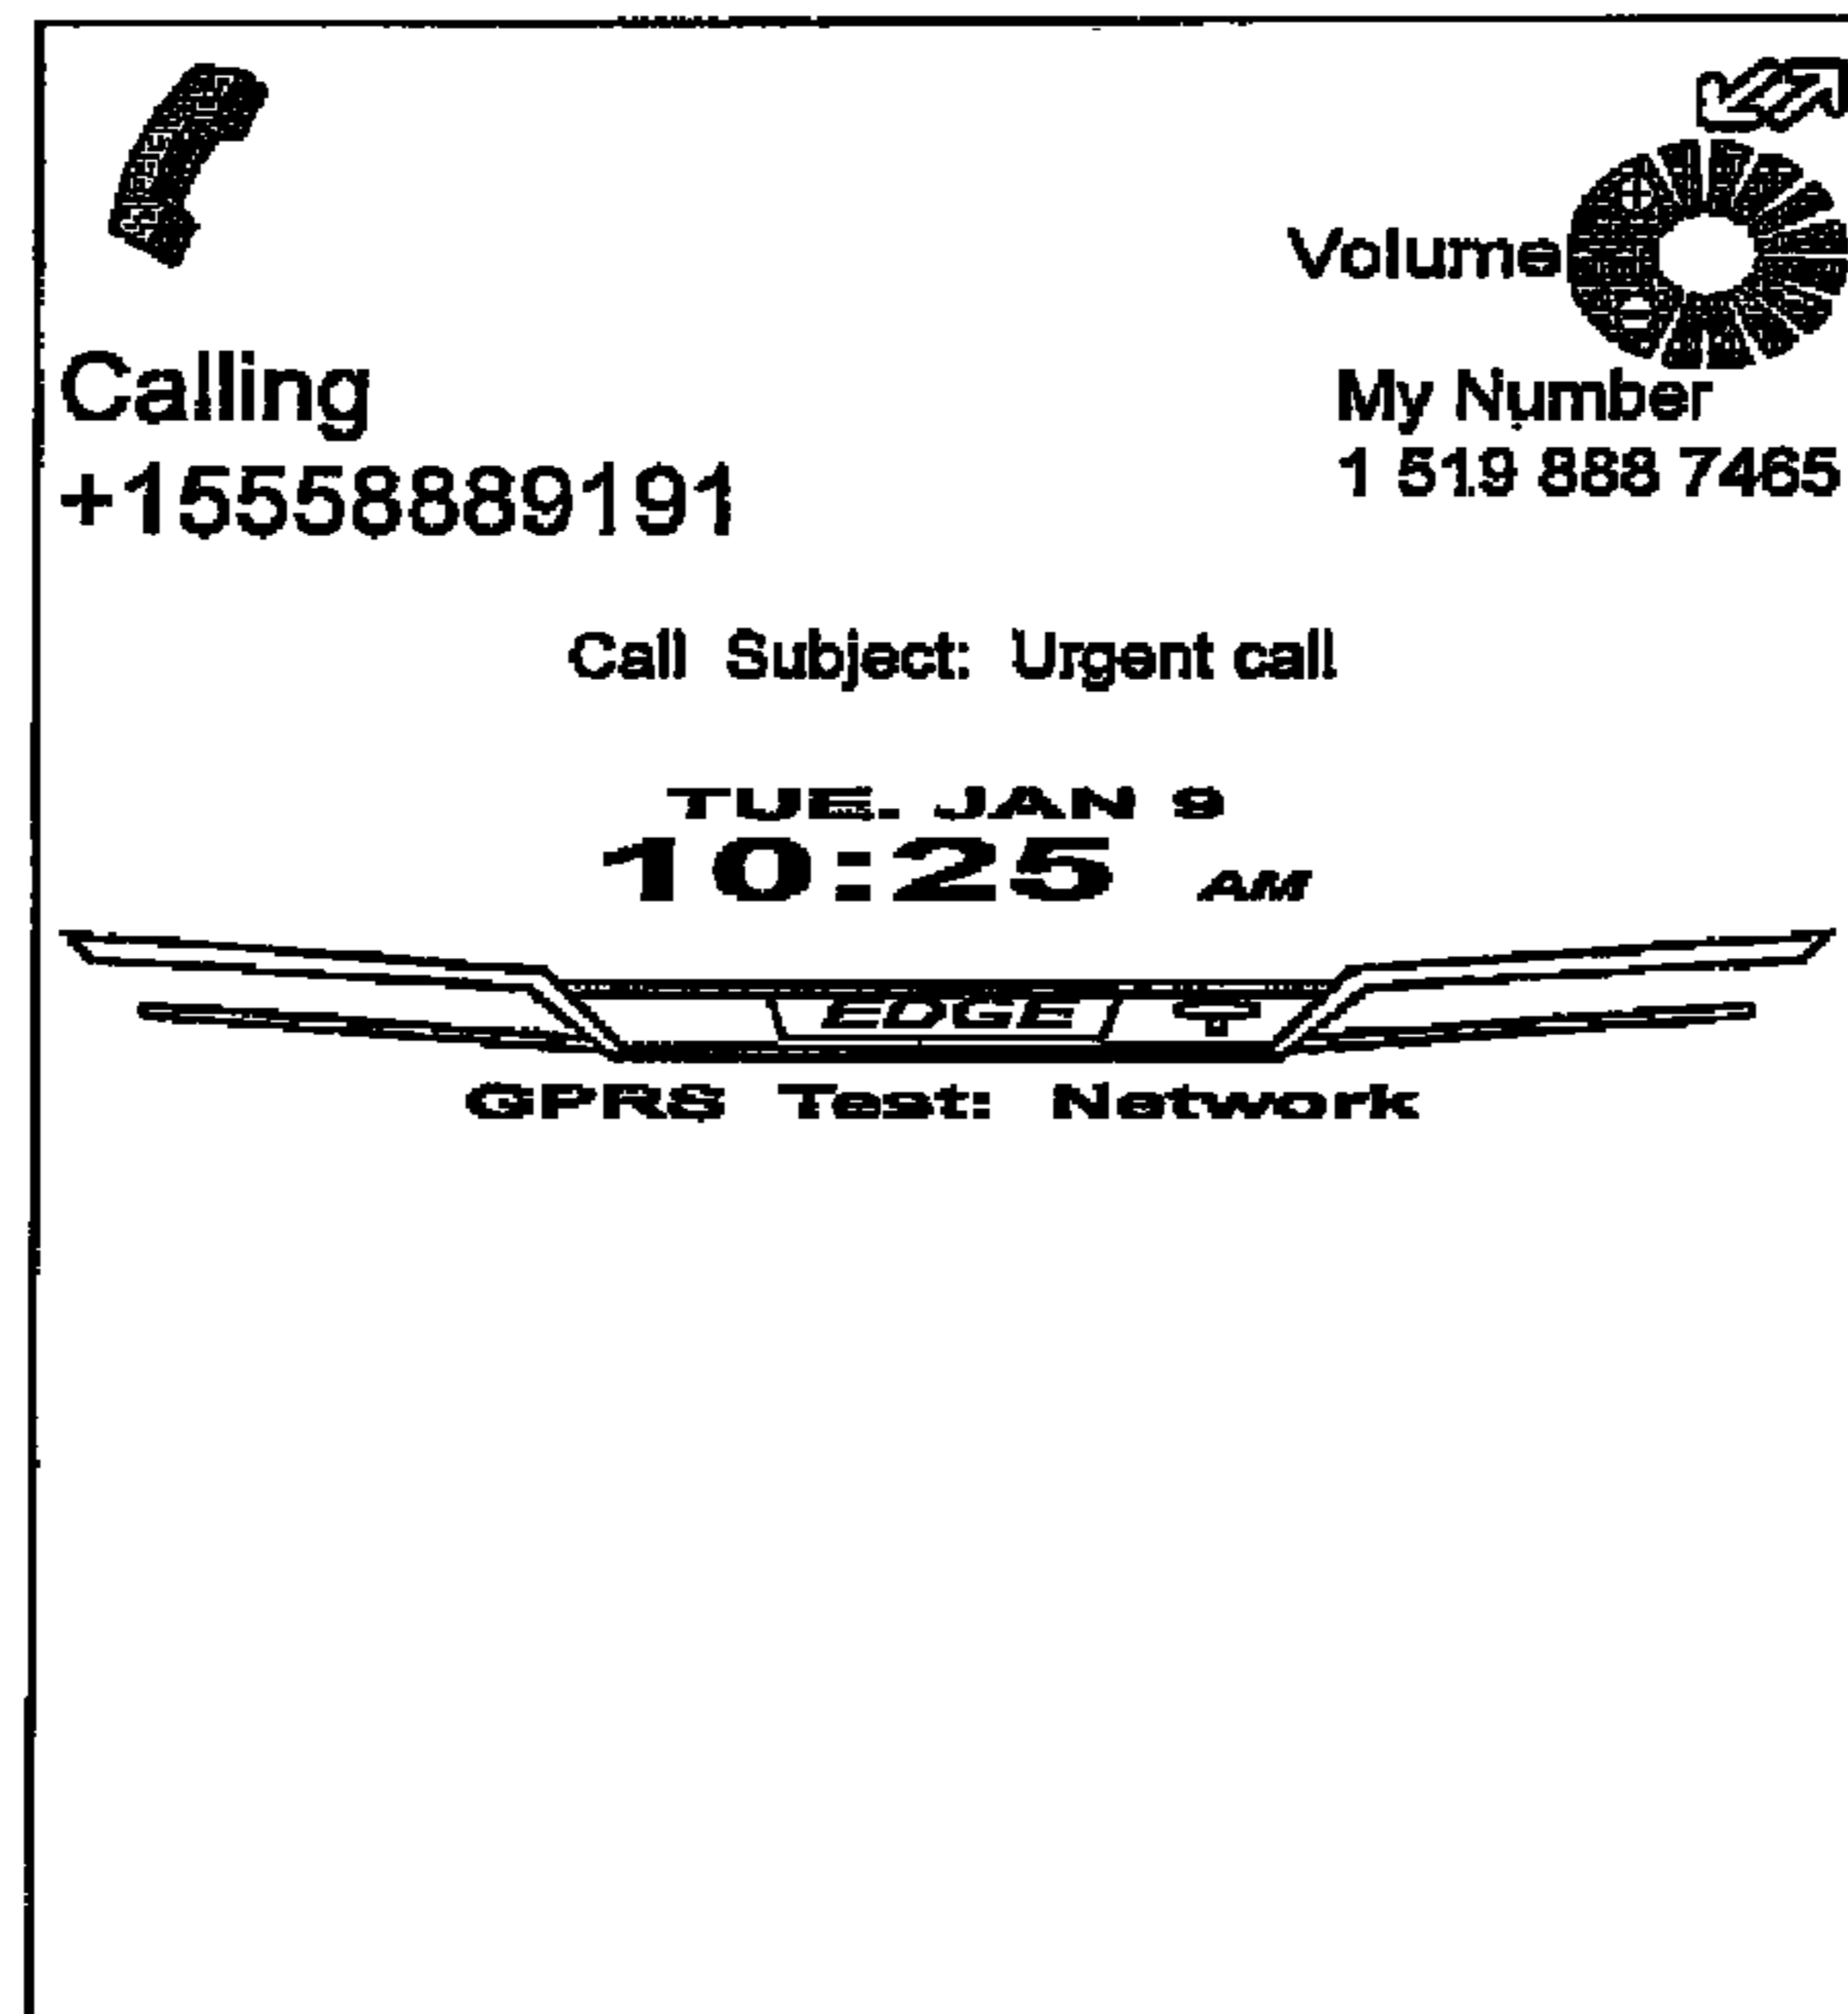 Volume
Calling
My Number
+15558889191
1 519 888 7465
Call Subject: Urgent call
TUE. JAN 9
10:25 AM
EDGE
GPRS Test: Network